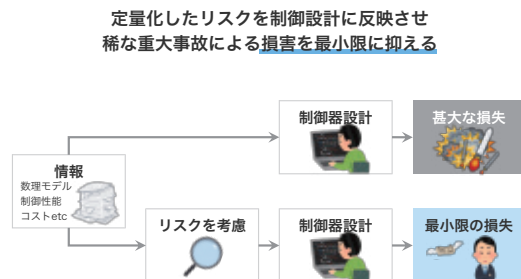 定量化したリスクを制御設計に反映させ
稀な重大事故による損害を最小限に抑える
制御器設計
甚大な損失
情報
数理モデル
制御性能
コストetc
リスクを考慮
制御器設計
最小限の損失